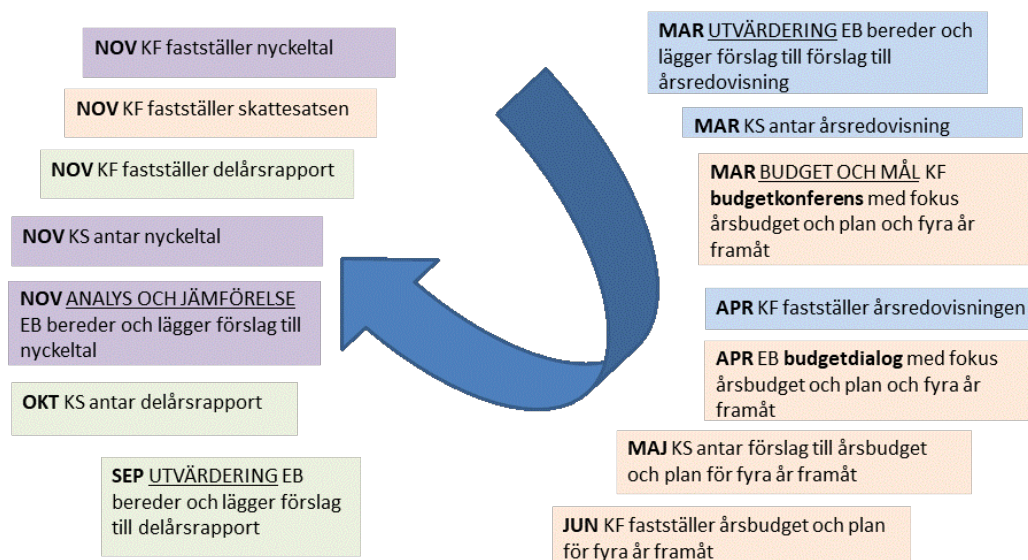 NOV KF fastställer nyckeltal
NOV KF fastställer skattesatsen
NOV KF fastställer delårsrapport
NOV KS antar nyckeltal
NOV ANALYS OCH JÄMFÖRELSE
EB bereder och lägger förslag till
nyckeltal
OKT KS antar delårsrapport
SEP UTVÄRDERING EB
bereder och lägger förslag
till delårsrapport
MAR UTVÄRDERING EB bereder och
lägger förslag till förslag till
årsredovisning
MAR KS antar årsredovisning
MAR BUDGET OCH MÅL KF
budgetkonferens med fokus
årsbudget och plan och fyra år
framåt
APR KF fastställer årsredovisningen
APR EB budgetdialog med fokus
årsbudget och plan och fyra år
framåt
MAJ KS antar förslag till årsbudget
och plan för fyra år framåt
JUN KF fastställer årsbudget och plan
för fyra år framåt